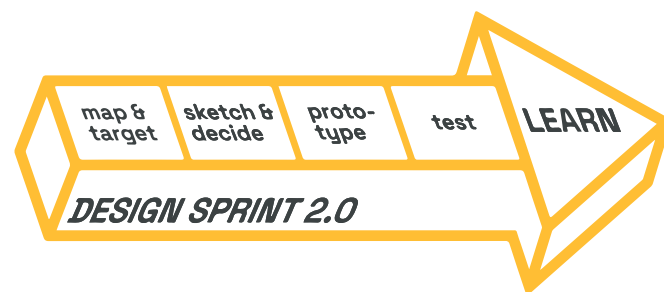 map &
target
sketch &
decide
proto-
type
test
LEARN
DESIGN SPRINT 2.0